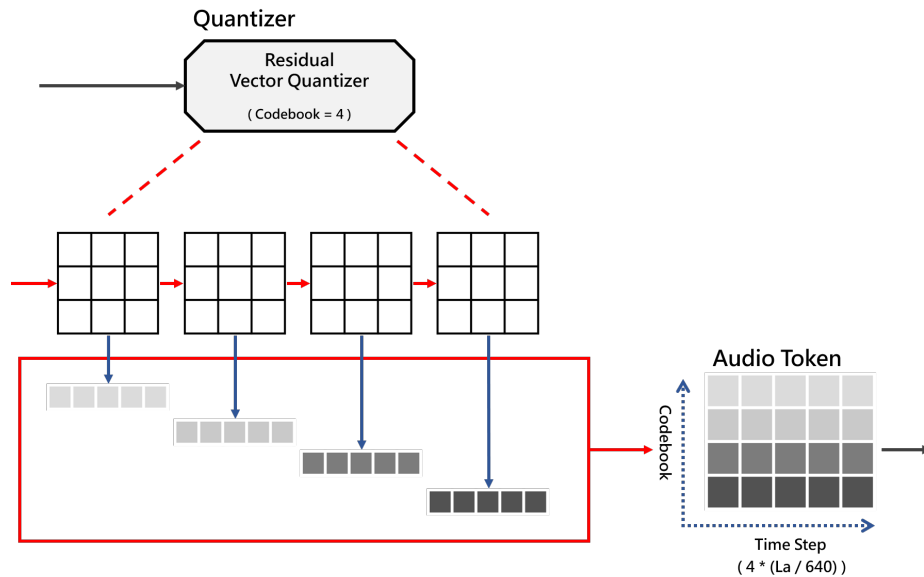 Quantizer
Residual
Vector Quantizer
( Codebook = 4 )
Audio Token
Codebook
Time Step
( 4 * (La / 640) )